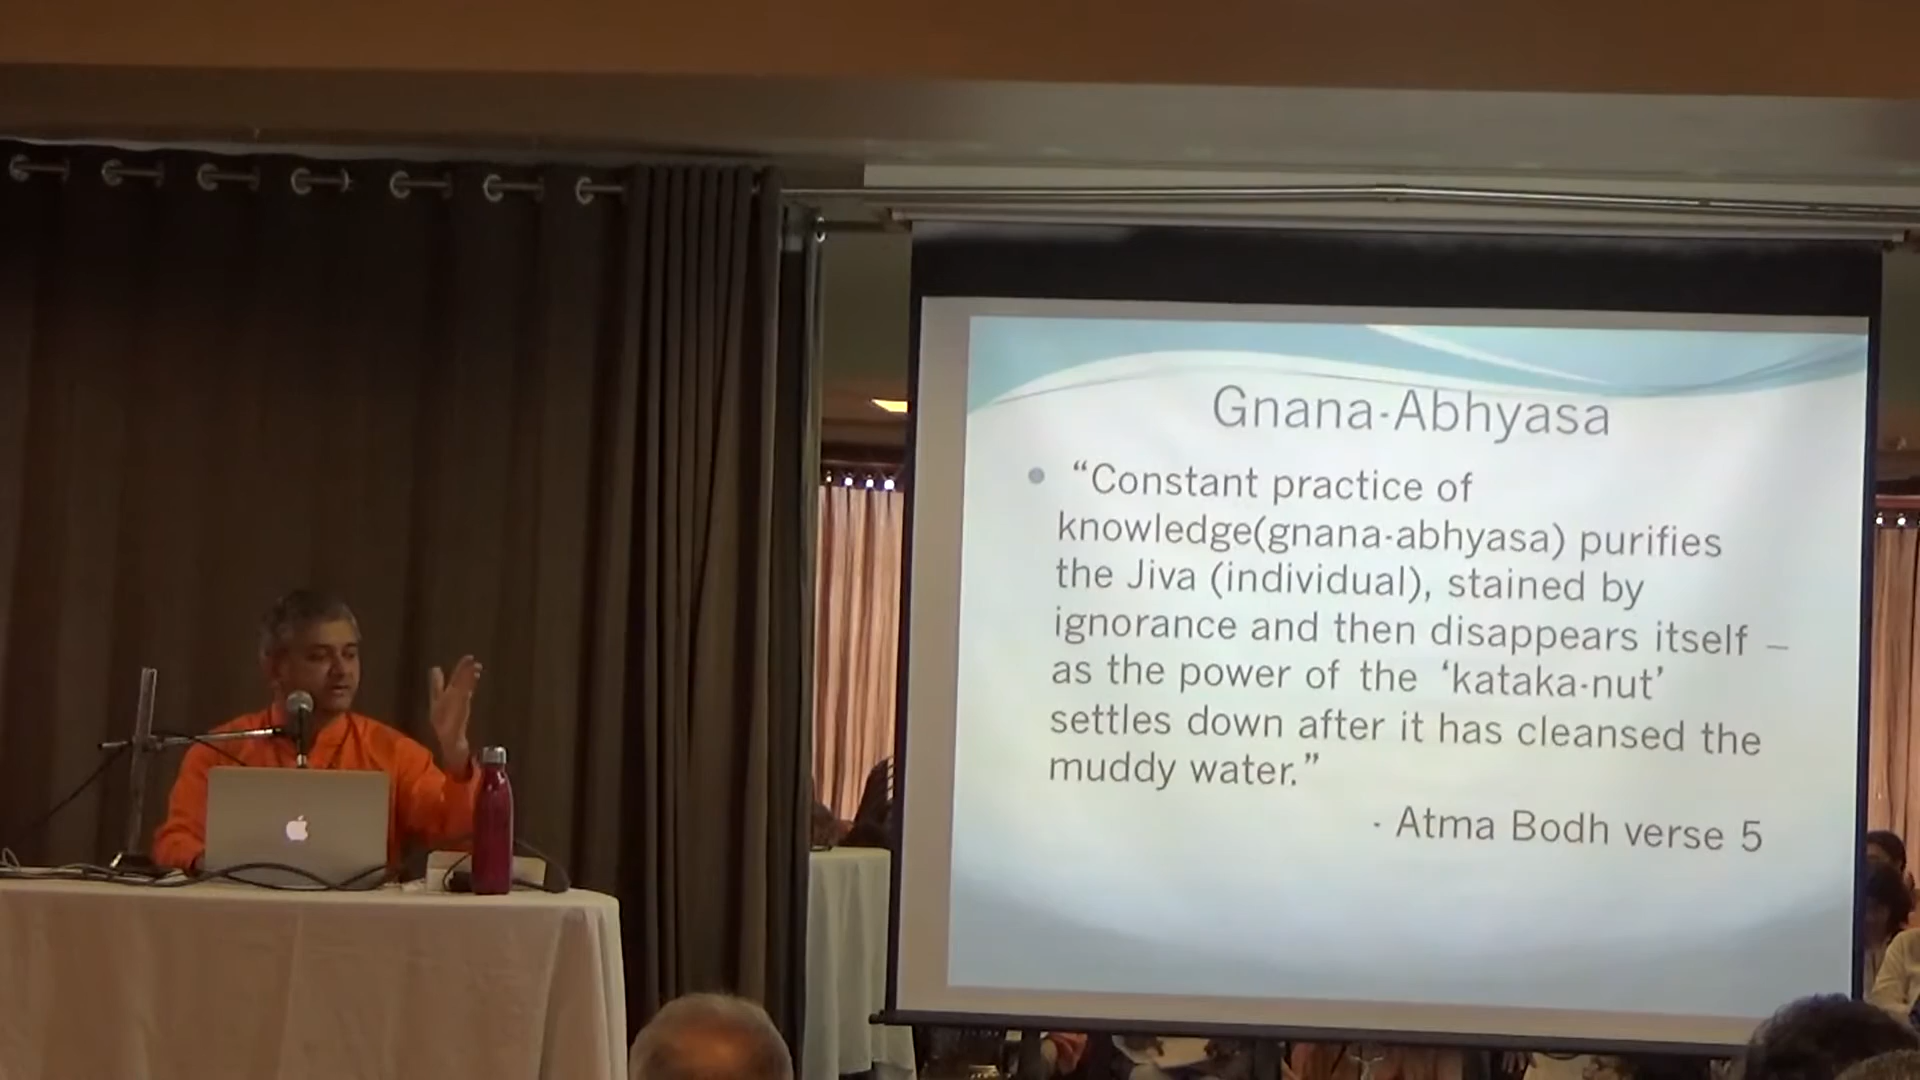 Gnana-Abhyasa
• “Constant practice of
knowledge(gnana-abhyasa) purifies
the Jiva (individual), stained by
ignorance and then disappears itself –
as the power of the ‘kataka-nut’
settles down after it has cleansed the
muddy water.”
- Atma Bodh verse 5